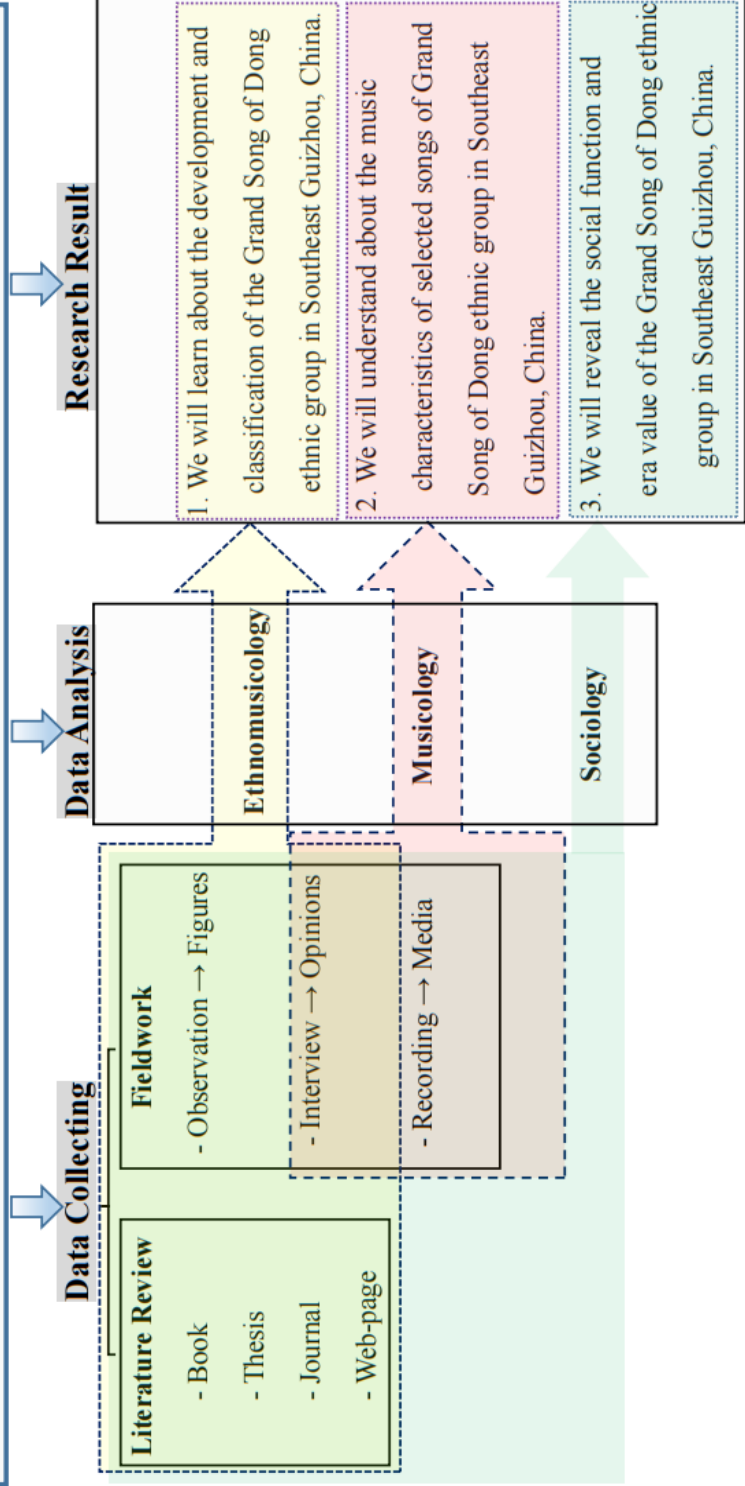 Data Collecting
Literature Review
- Book
- Thesis
- Journal
- Web-page
Fieldwork
- Observation → Figures
- Interview → Opinions
- Recording → Media
Data Analysis
Ethnomusicology
Musicology
Sociology
Research Result
1. We will learn about the development and
classification of the Grand Song of Dong
ethnic group in Southeast Guizhou, China.
2. We will understand about the music
characteristics of selected songs of Grand
Song of Dong ethnic group in Southeast
Guizhou, China.
3. We will reveal the social function and
era value of the Grand Song of Dong ethnic
group in Southeast Guizhou, China.